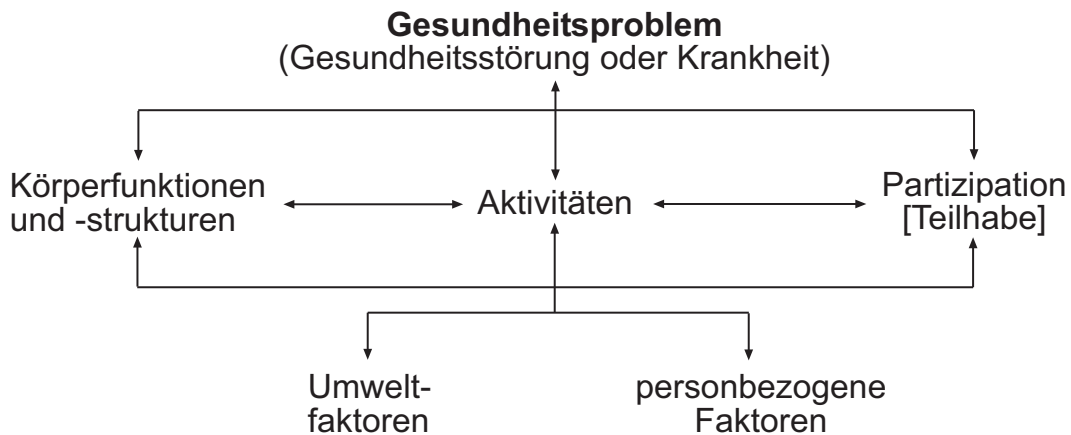 Gesundheitsproblem
(Gesundheitsstörung oder Krankheit)
Körperfunktionen
und -strukturen
Aktivitäten
Partizipation
[Teilhabe]
Umwelt-
faktoren
personbezogene
Faktoren